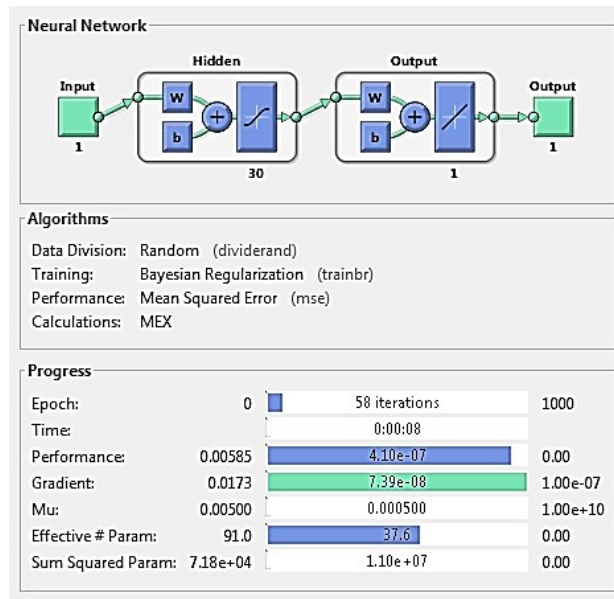 Neural Network
Hidden
Output
Input
W
b
+
W
b
+
Output
1
30
1
1
Algorithms
Data Division: Random (dividerand)
Training: Bayesian Regularization (trainbr)
Performance: Mean Squared Error (mse)
Calculations: MEX
Progress
Epoch: 0 58 iterations 1000
Time: 0:00:08
Performance: 0.00585 4.10e-07 0.00
Gradient: 0.0173 7.39e-08 1.00e-07
Mu: 0.00500 0.000500 1.00e+10
Effective # Param: 91.0 37.6 0.00
Sum Squared Param: 7.18e+04 1.10e+07 0.00